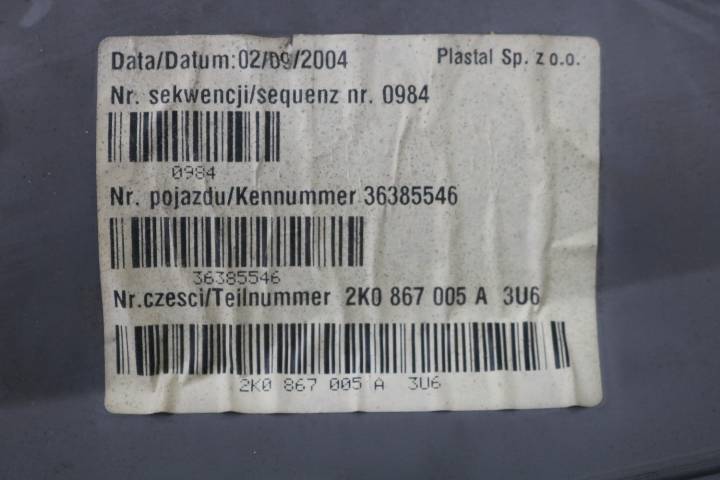 Data/Datum:02/09/2004 Plastal Sp. z o.o.
Nr. sekwencji/sequenz nr. 0984
0984
Nr. pojazdu/Kennummer 36385546
36385546
Nr.czesci/Teilnummer 2K0 867 005 A 3U6
2K0 867 005 A 3U6